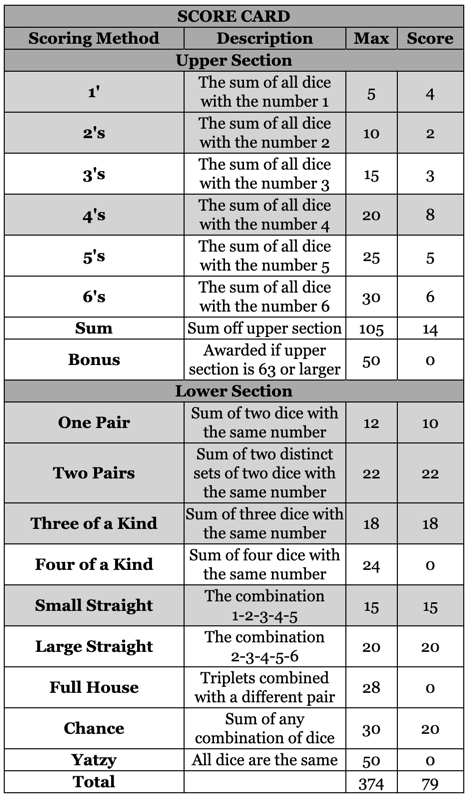 SCORE CARD
Scoring Method Description Max Score
Upper Section
1' The sum of all dice with the number 1 5 4
2's The sum of all dice with the number 2 10 2
3's The sum of all dice with the number 3 15 3
4's The sum of all dice with the number 4 20 8
5's The sum of all dice with the number 5 25 5
6's The sum of all dice with the number 6 30 6
Sum Sum off upper section 105 14
Bonus Awarded if upper section is 63 or larger 50 0
Lower Section
One Pair Sum of two dice with the same number 12 10
Two Pairs Sum of two distinct sets of two dice with the same number 22 22
Three of a Kind Sum of three dice with the same number 18 18
Four of a Kind Sum of four dice with the same number 24 0
Small Straight The combination 1-2-3-4-5 15 15
Large Straight The combination 2-3-4-5-6 20 20
Full House Triplets combined with a different pair 28 0
Chance Sum of any combination of dice 30 20
Yatzy All dice are the same 50 0
Total 374 79